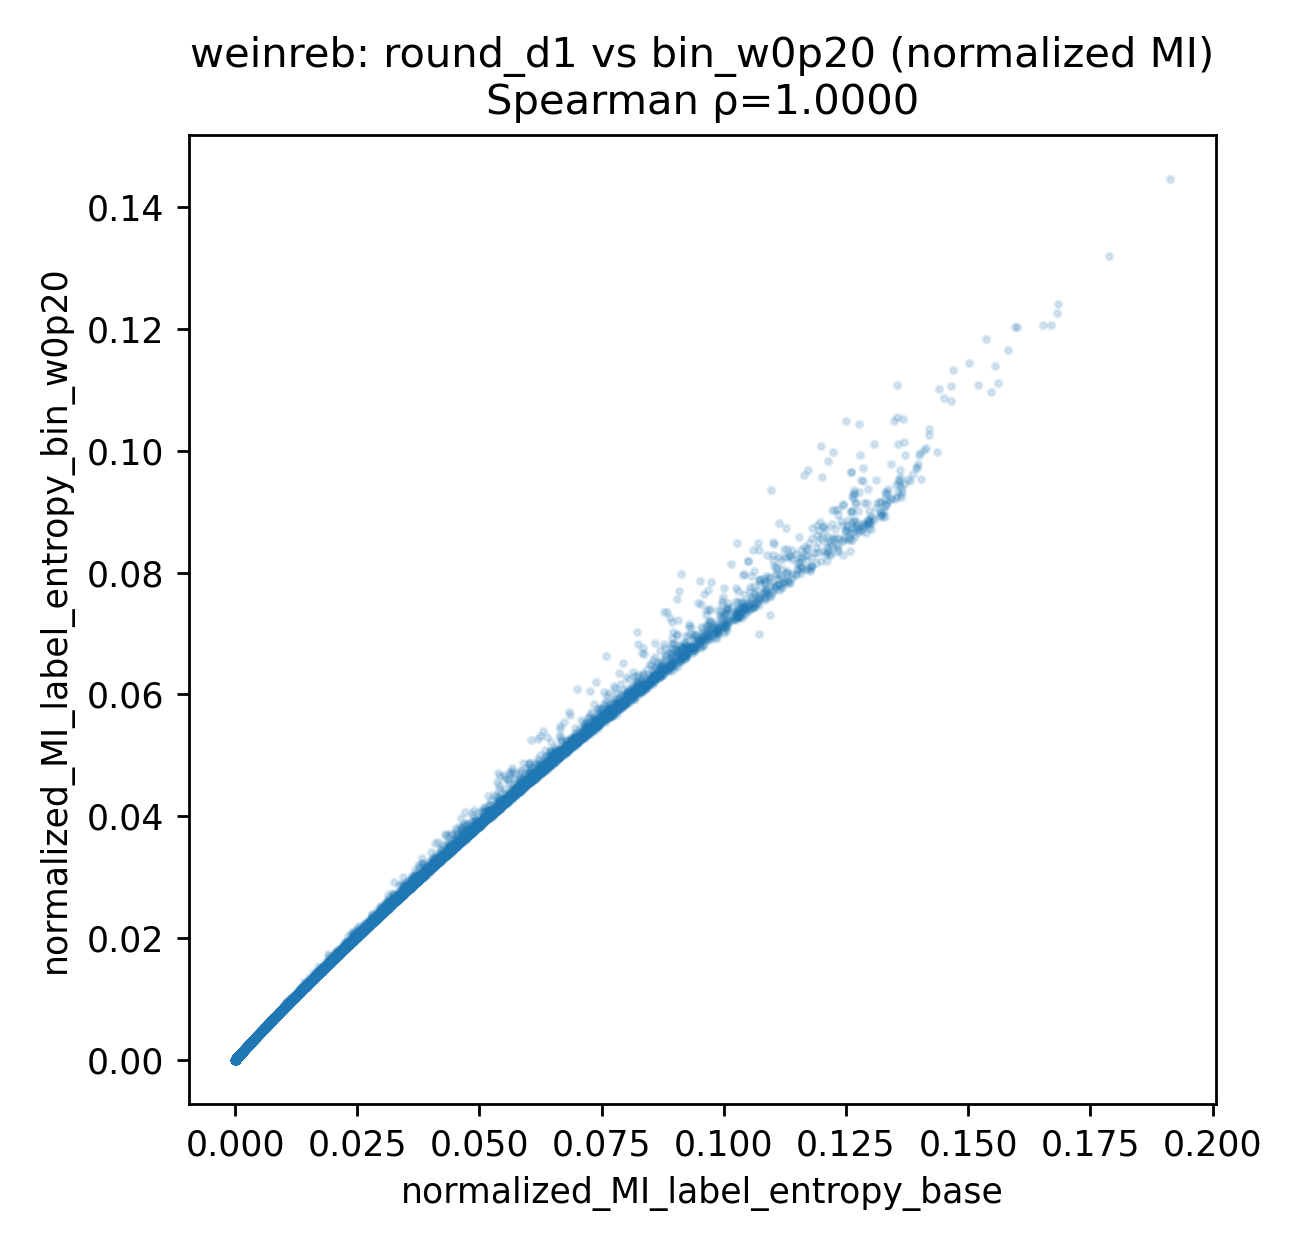 weinreb: round_d1 vs bin_w0p20 (normalized MI)
Spearman ρ=1.0000
normalized_MI_label_entropy_bin_w0p20
0.14
0.12
0.10
0.08
0.06
0.04
0.02
0.00
0.000 0.025 0.050 0.075 0.100 0.125 0.150 0.175 0.200
normalized_MI_label_entropy_base